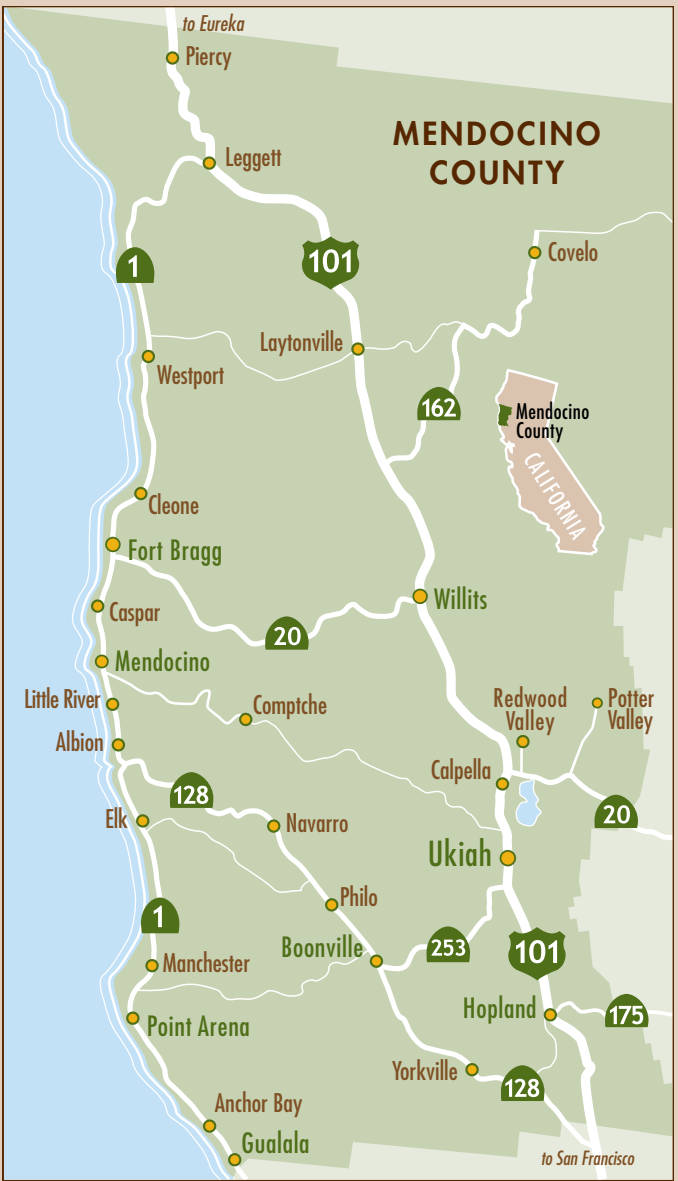 to Eureka
Piercy
MENDOCINO
COUNTY
Leggett
1
101
Covelo
Laytonville
Westport
162
Mendocino
County
CALIFORNIA
Cleone
Fort Bragg
Willits
Caspar
20
Mendocino
Little River
Comptche
Redwood
Valley
Potter
Valley
Albion
Calpella
128
20
Elk
Navarro
Ukiah
Philo
1
Boonville
253
101
Manchester
Hopland
175
Point Arena
Yorkville
128
Anchor Bay
Gualala
to San Francisco